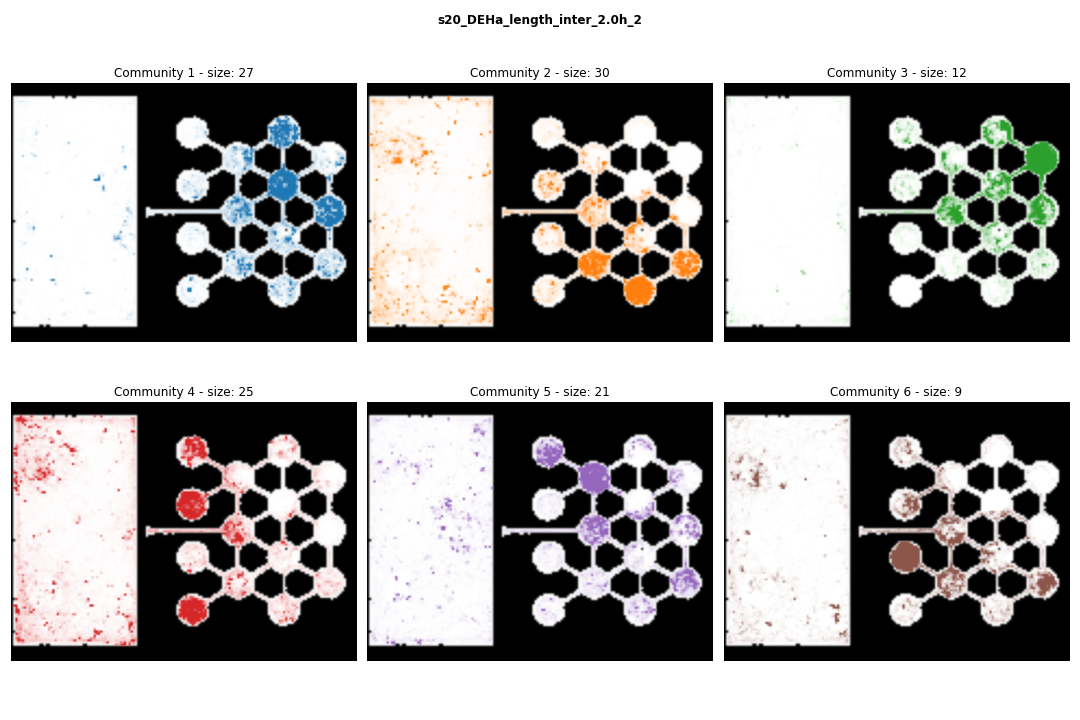 s20_DEHa_length_inter_2.0h_2
Community 1 - size: 27
Community 2 - size: 30
Community 3 - size: 12
Community 4 - size: 25
Community 5 - size: 21
Community 6 - size: 9